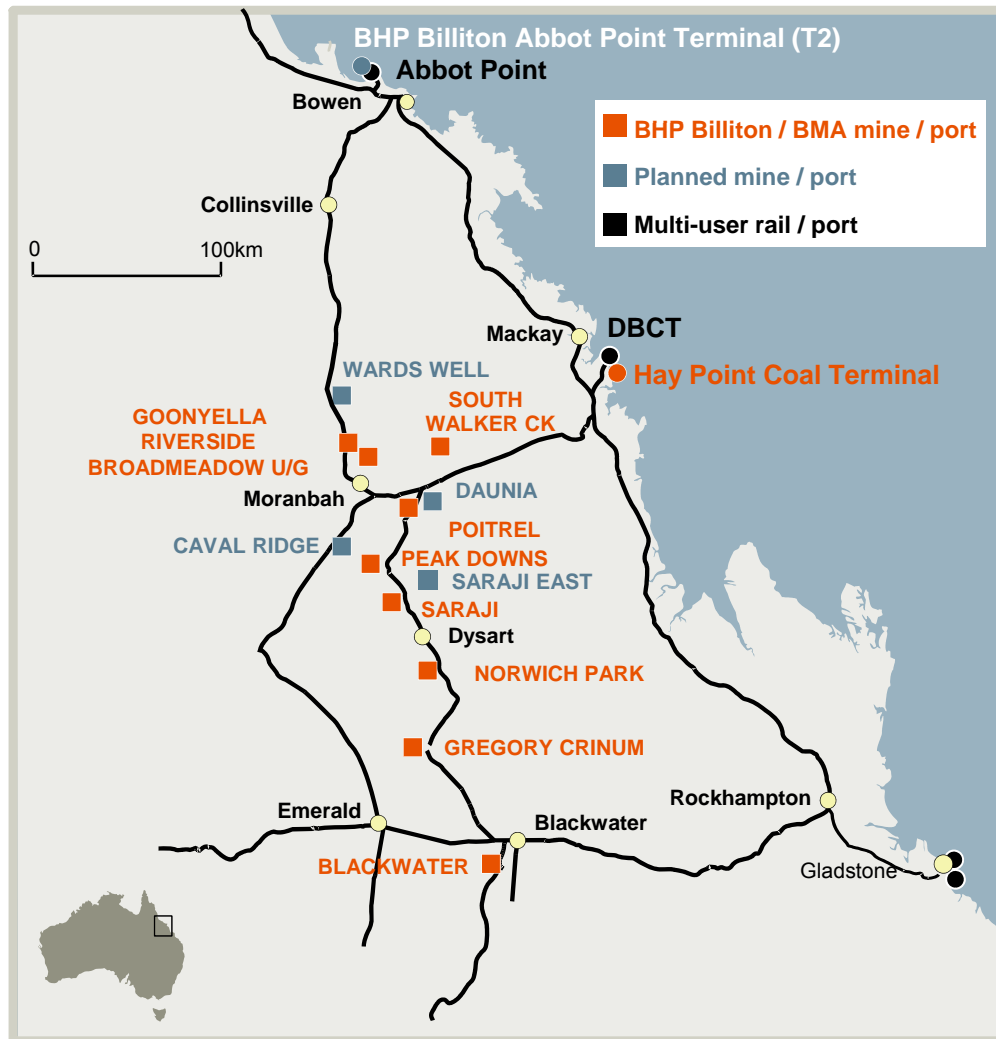 BHP Billiton Abbot Point Terminal (T2)
Abbot Point
Bowen
BHP Billiton / BMA mine / port
Planned mine / port
Multi-user rail / port
Collinsville
0 100km
Mackay
DBCT
Hay Point Coal Terminal
WARDS WELL
SOUTH
WALKER CK
GOONYELLA
RIVERSIDE
BROADMEADOW U/G
Moranbah
DAUNIA
POITREL
CAVAL RIDGE
PEAK DOWNS
SARAJI EAST
SARAJI
Dysart
NORWICH PARK
GREGORY CRINUM
Rockhampton
Emerald
Blackwater
BLACKWATER
Gladstone